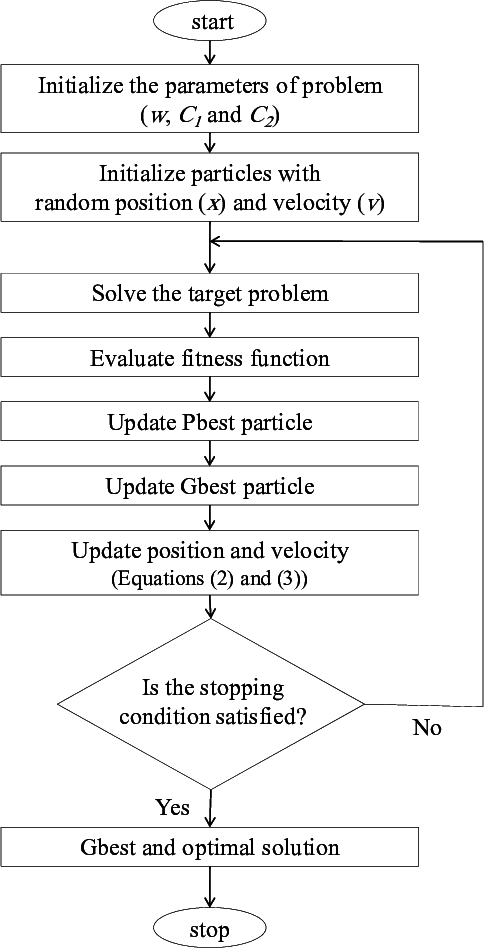 start
Initialize the parameters of problem
(w, C1 and C2)
Initialize particles with
random position (x) and velocity (v)
Solve the target problem
Evaluate fitness function
Update Pbest particle
Update Gbest particle
Update position and velocity
(Equations (2) and (3))
Is the stopping
condition satisfied?
No
Yes
Gbest and optimal solution
stop